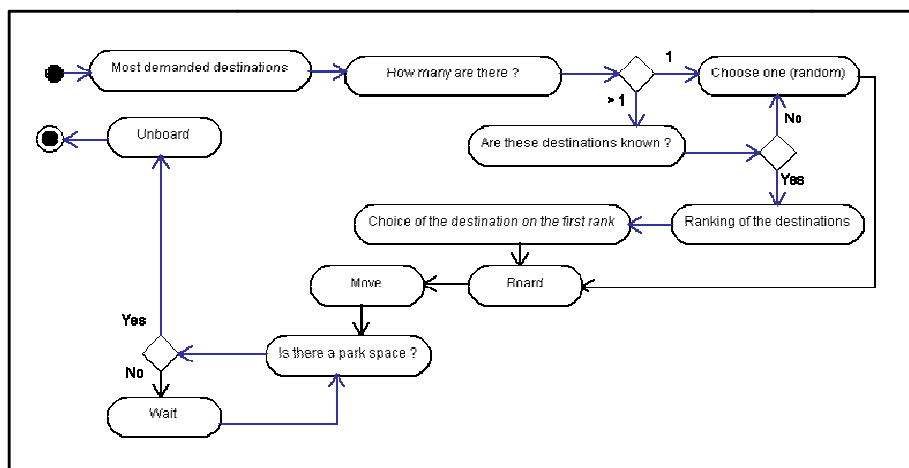 Most demanded destinations
How many are there ?
1
Choose one (random)
> 1
No
Unboard
Are these destinations known ?
Yes
Choice of the destination on the first rank
Ranking of the destinations
Move
Board
Yes
Is there a park space ?
No
Wait